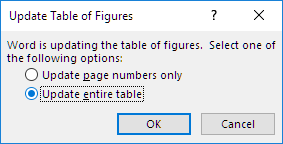 Update Table of Figures
Word is updating the table of figures. Select one of
the following options:
Update page numbers only
Update entire table
OK
Cancel